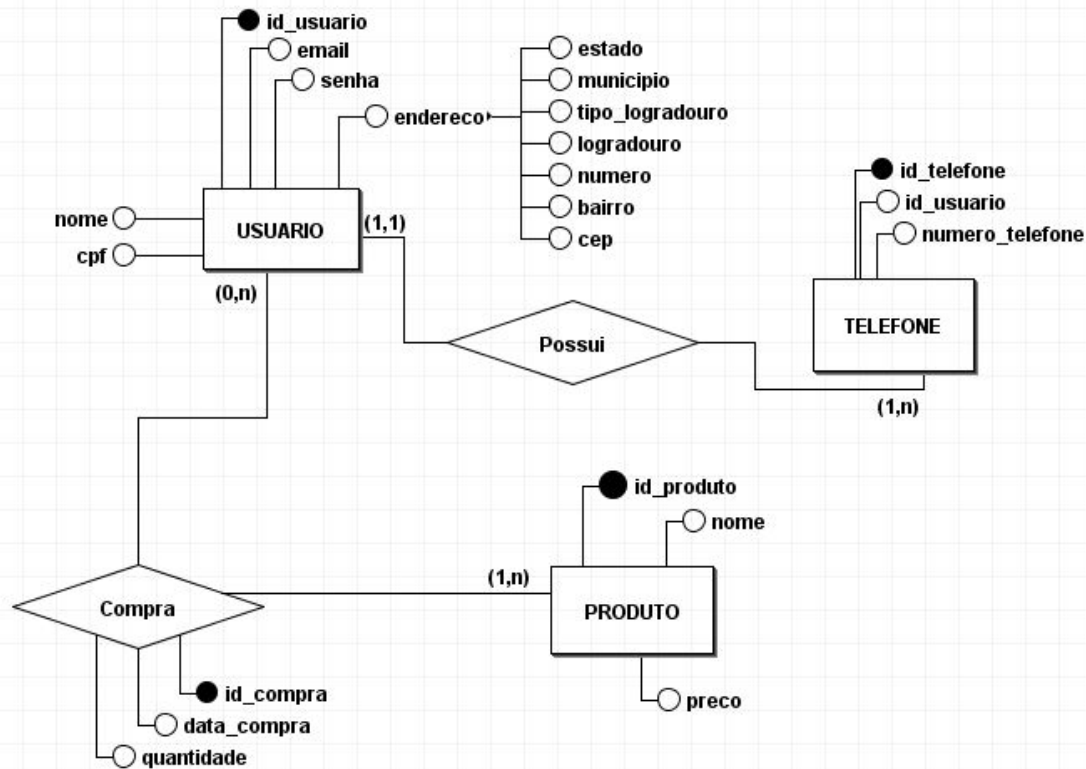 id_usuario
email
senha
endereco
estado
municipio
tipo_logradouro
logradouro
numero
bairro
cep
nome
cpf
USUARIO
(1,1)
(0,n)
id_telefone
id_usuario
numero_telefone
TELEFONE
(1,n)
Possui
id_produto
nome
(1,n)
PRODUTO
preco
Compra
id_compra
data_compra
quantidade